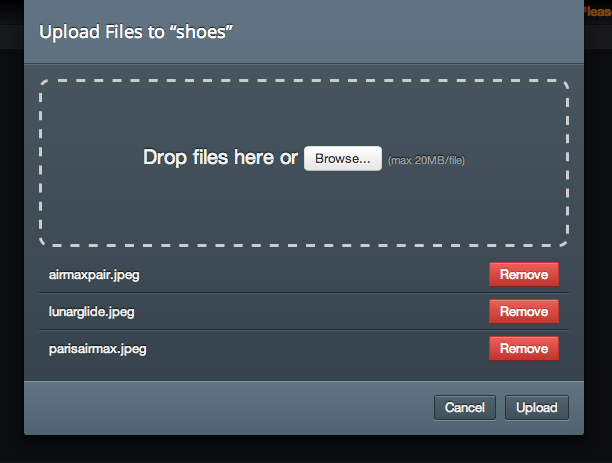 Please
Upload Files to “shoes”
Drop files here or Browse... (max 20MB/file)
airmaxpair.jpeg Remove
lunarglide.jpeg Remove
parisairmax.jpeg Remove
Cancel Upload